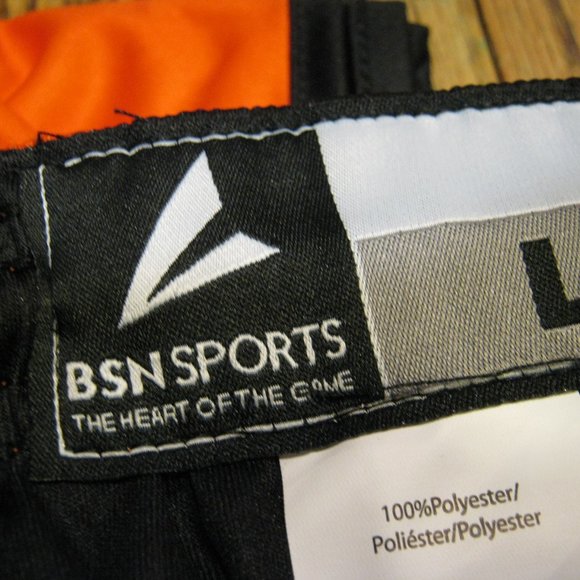 BSN SPORTS
THE HEART OF THE GAME
L
100%Polyester/
Poliéster/Polyester